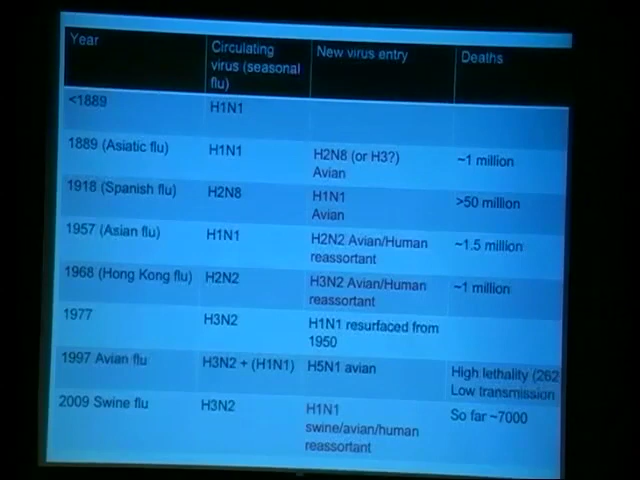 Year Circulating virus (seasonal flu) New virus entry Deaths
<1889 H1N1
1889 (Asiatic flu) H1N1 H2N8 (or H3?) Avian ~1 million
1918 (Spanish flu) H2N8 H1N1 Avian >50 million
1957 (Asian flu) H1N1 H2N2 Avian/Human reassortant ~1.5 million
1968 (Hong Kong flu) H2N2 H3N2 Avian/Human reassortant ~1 million
1977 H3N2 H1N1 resurfaced from 1950
1997 Avian flu H3N2 + (H1N1) H5N1 avian High lethality (262 Low transmission
2009 Swine flu H3N2 H1N1 swine/avian/human reassortant So far ~7000